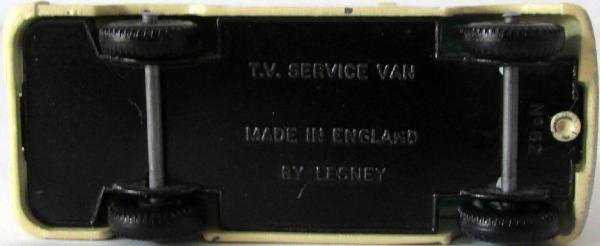 T.V. SERVICE VAN
MADE IN ENGLAND
BY LESNEY
Nº 62